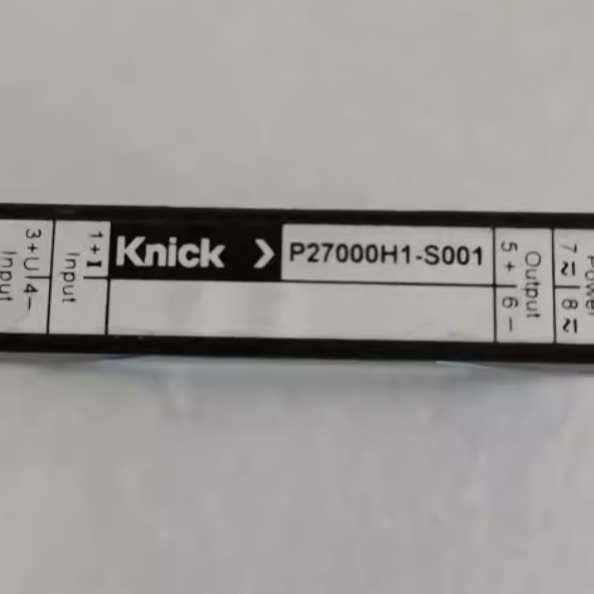 3+U 4−
Input
1+I
Input
Knick
P27000H1-S001
5 + 6 −
Output
7 8
Power